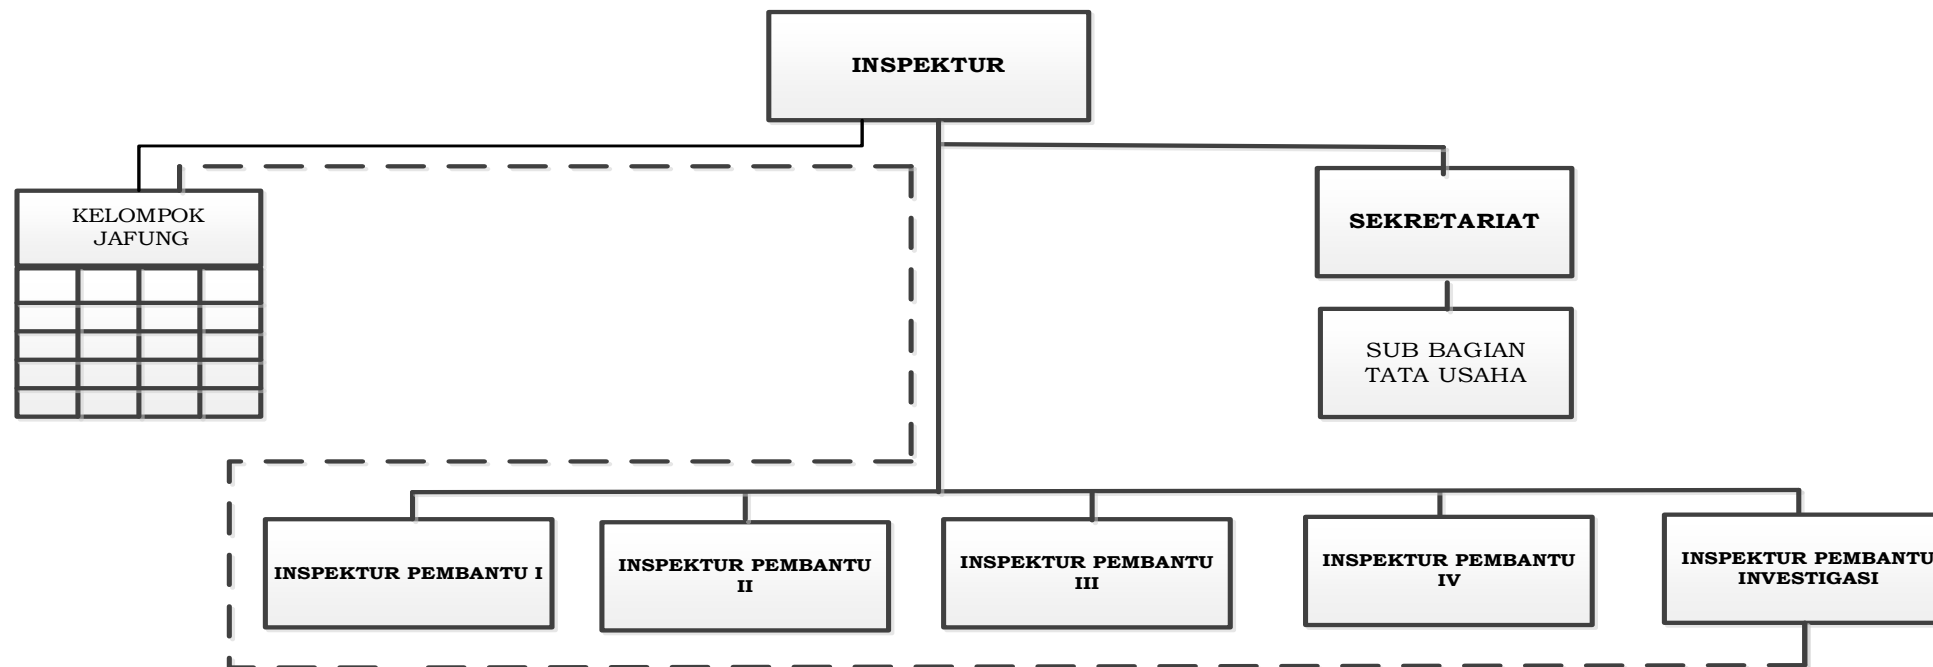 INSPEKTUR
KELOMPOK
JAFUNG
SEKRETARIAT
SUB BAGIAN
TATA USAHA
INSPEKTUR PEMBANTU I
INSPEKTUR PEMBANTU
II
INSPEKTUR PEMBANTU
III
INSPEKTUR PEMBANTU
IV
INSPEKTUR PEMBANTU
INVESTIGASI